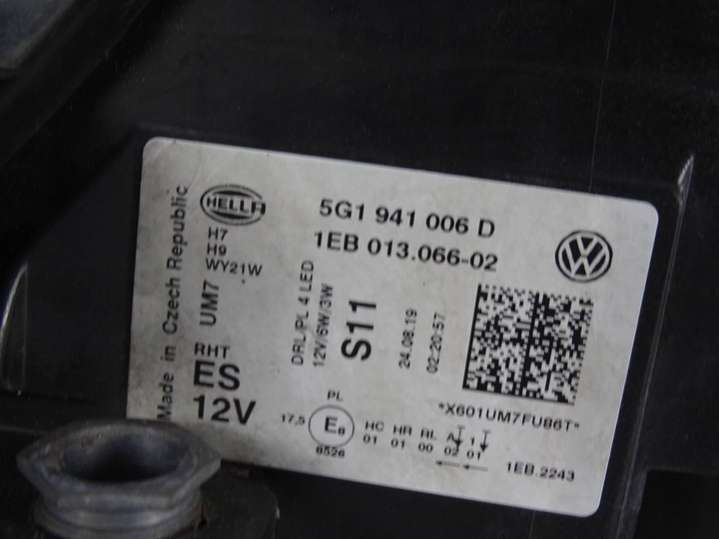 Made in Czech Republic
HELLA
5G1 941 006 D
1EB 013.066-02
H7
H9
WY21W
UM7
RHT
ES
12V
DRL/PL 4 LED
12V/6W/3W
S11
24.08.19
02:20:57
*X601UM7FU86T*
PL
17,5
E8
6526
HC HR RL A 1
01 01 00 02 01
1EB.2243